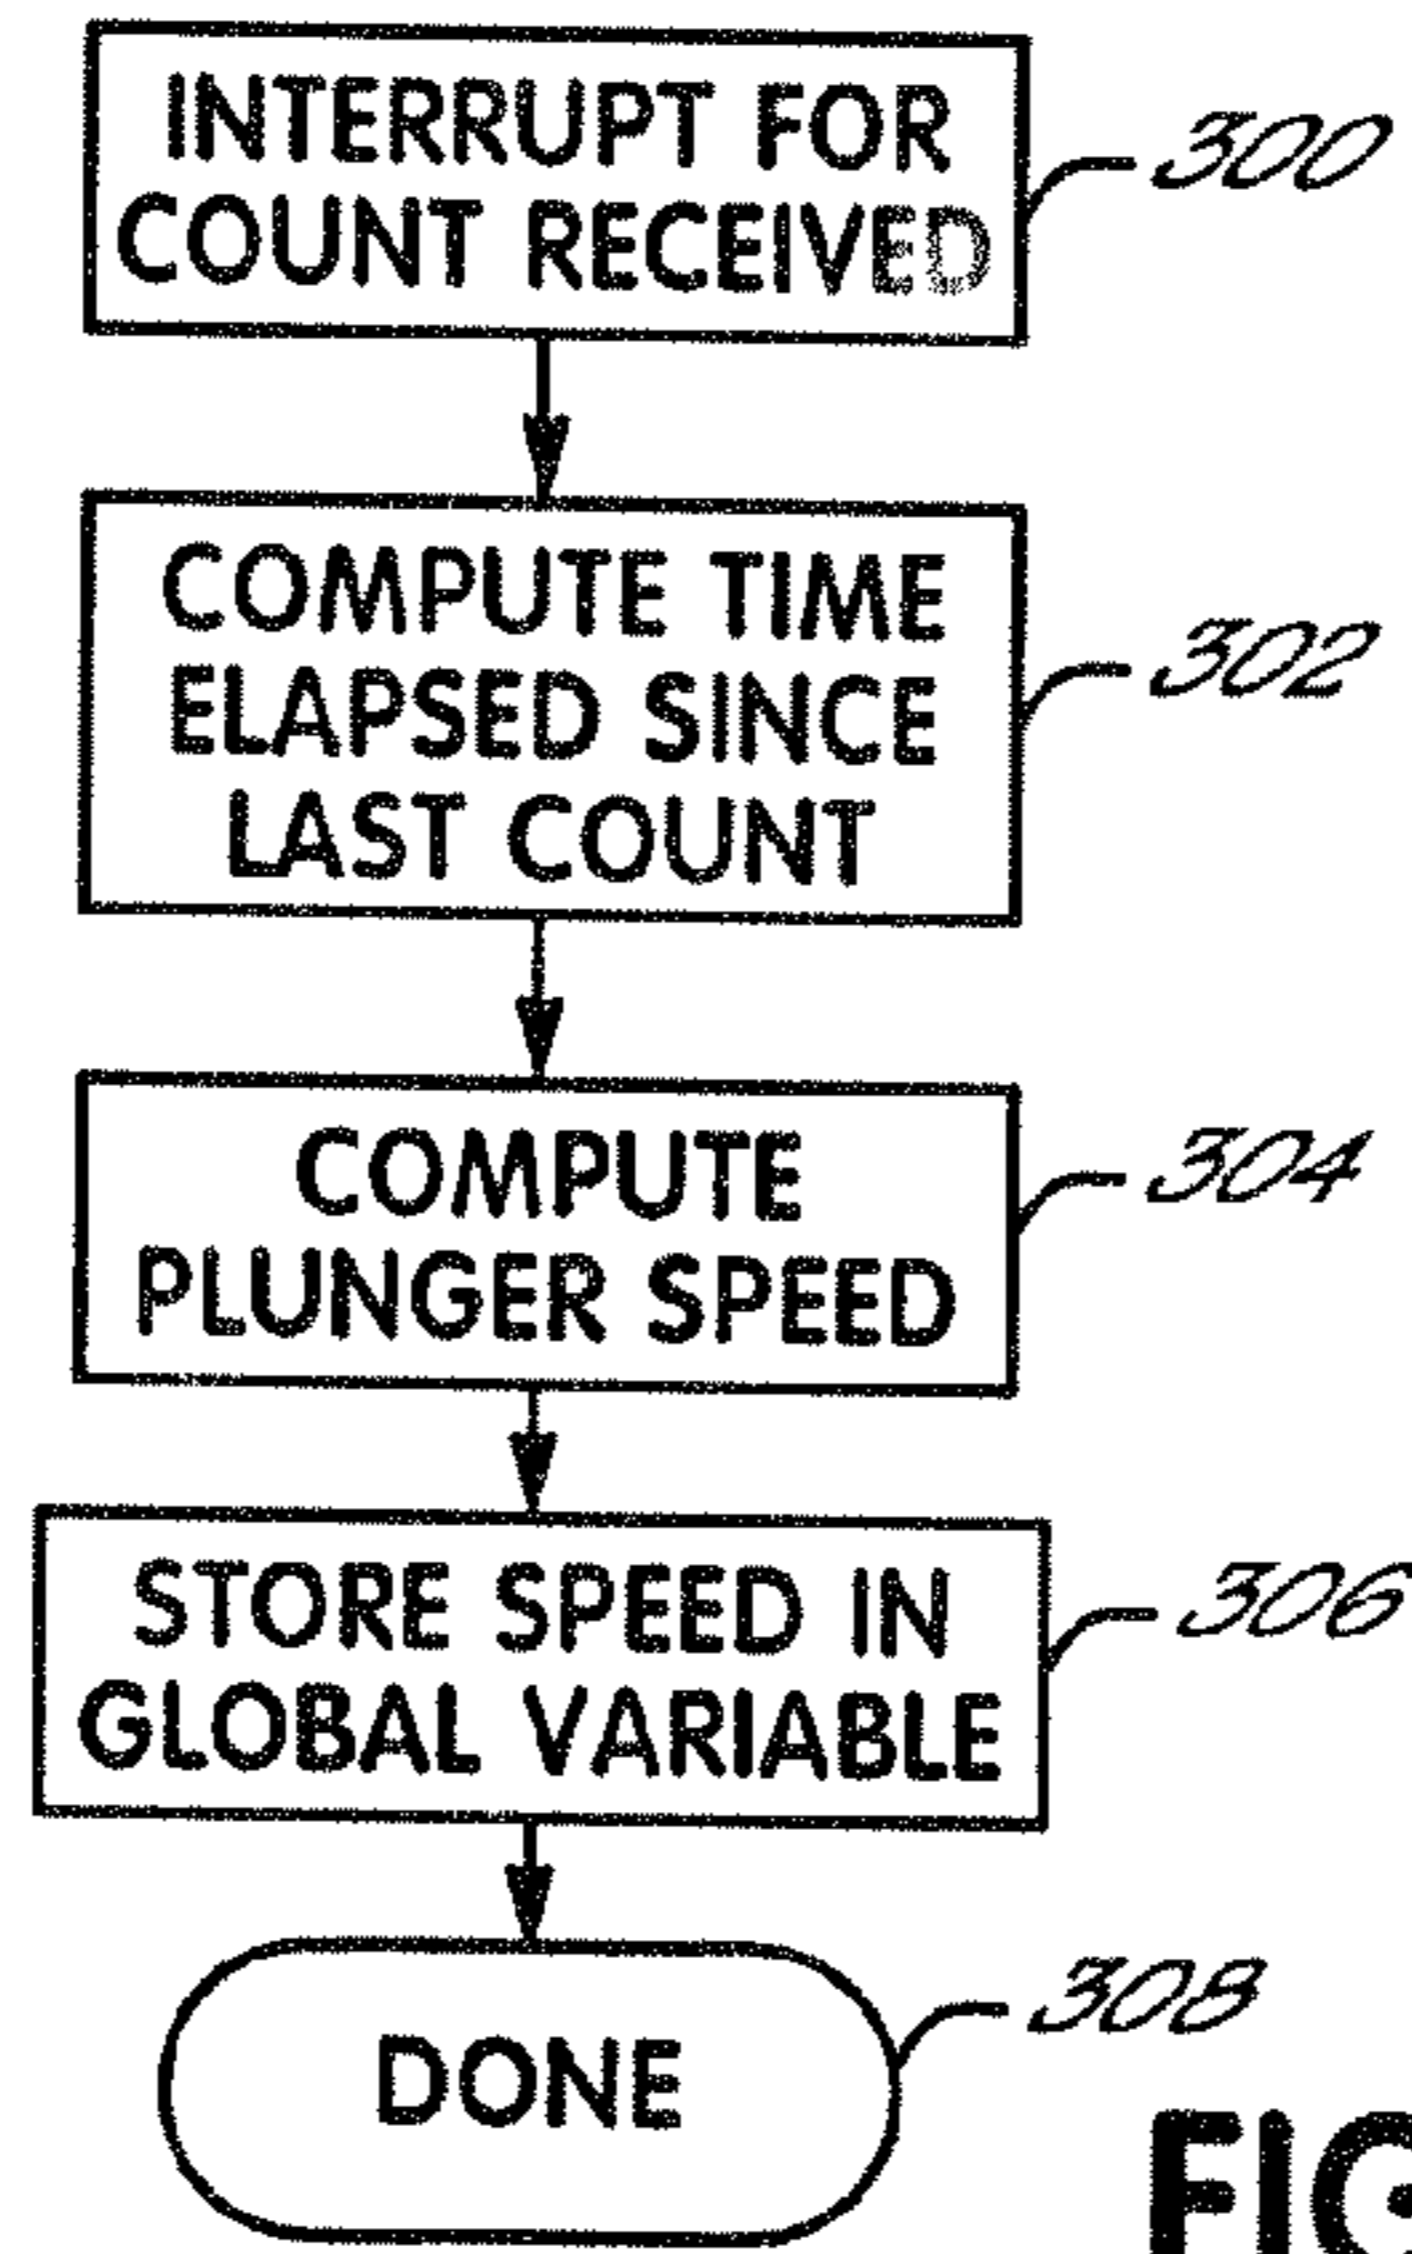 INTERRUPT FOR
COUNT RECEIVED
300
COMPUTE TIME
ELAPSED SINCE
LAST COUNT
302
COMPUTE
PLUNGER SPEED
304
STORE SPEED IN
GLOBAL VARIABLE
306
DONE
308